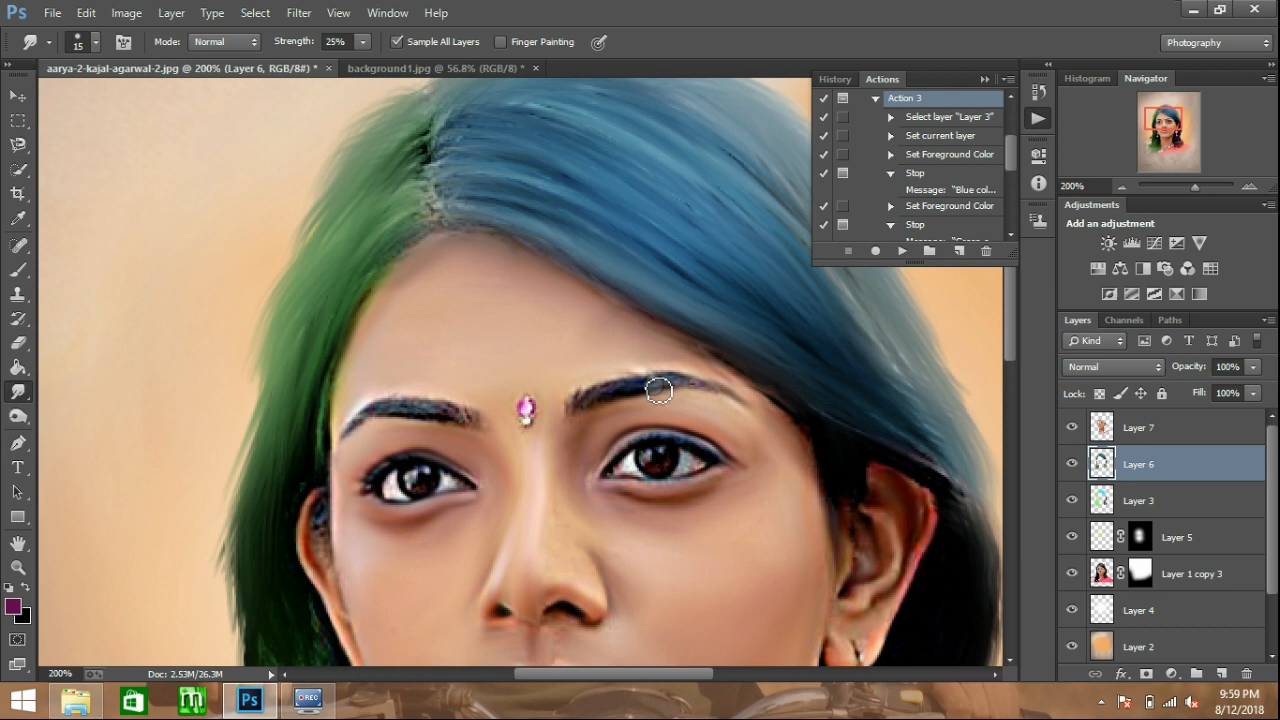 Ps File Edit Image Layer Type Select Filter View Window Help
15 Mode: Normal Strength: 25% Sample All Layers Finger Painting Photography
aarya-2-kajal-agarwal-2.jpg @ 200% (Layer 6, RGB/8#) * × background1.jpg @ 56.8% (RGB/8) * ×
History Actions
Action 3
Select layer "Layer 3"
Set current layer
Set Foreground Color
Stop
Message: "Blue col...
Set Foreground Color
Stop
Histogram Navigator
200%
Adjustments
Add an adjustment
Layers Channels Paths
Kind
Normal Opacity: 100%
Lock: Fill: 100%
Layer 7
Layer 6
Layer 3
Layer 5
Layer 1 copy 3
Layer 4
Layer 2
200% Doc: 2.53M/26.3M
Ps REC
9:59 PM
8/12/2018